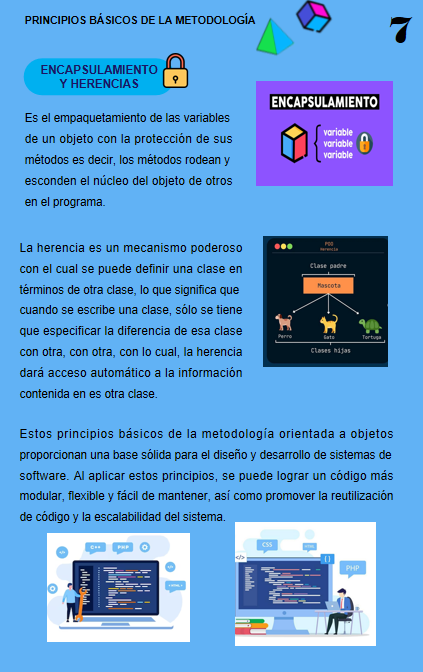 PRINCIPIOS BÁSICOS DE LA METODOLOGÍA
7
ENCAPSULAMIENTO
Y HERENCIAS
Es el empaquetamiento de las variables
de un objeto con la protección de sus
métodos es decir, los métodos rodean y
esconden el núcleo del objeto de otros
en el programa.
ENCAPSULAMIENTO
variable
variable
variable
La herencia es un mecanismo poderoso
con el cual se puede definir una clase en
términos de otra clase, lo que significa que
cuando se escribe una clase, sólo se tiene
que especificar la diferencia de esa clase
con otra, con otra, con lo cual, la herencia
dará acceso automático a la información
contenida en es otra clase.
POO
Herencia
Clase padre
Mascota
Perro
Gato
Tortuga
Clases hijas
Estos principios básicos de la metodología orientada a objetos
proporcionan una base sólida para el diseño y desarrollo de sistemas de
software. Al aplicar estos principios, se puede lograr un código más
modular, flexible y fácil de mantener, así como promover la reutilización
de código y la escalabilidad del sistema.
C++
PHP
</>
</>
CSS
</>
PHP